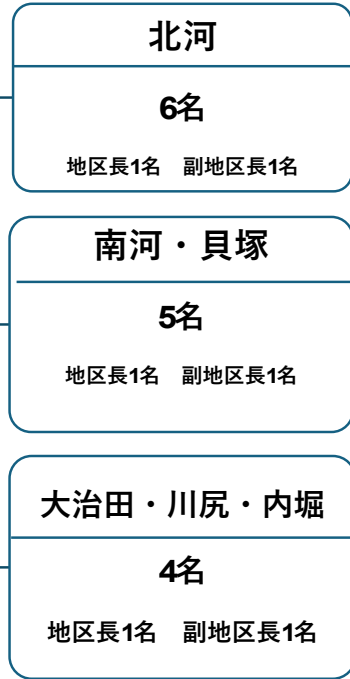 北河
6名
地区長1名　副地区長1名
南河・貝塚
5名
地区長1名　副地区長1名
大治田・川尻・内堀
4名
地区長1名　副地区長1名